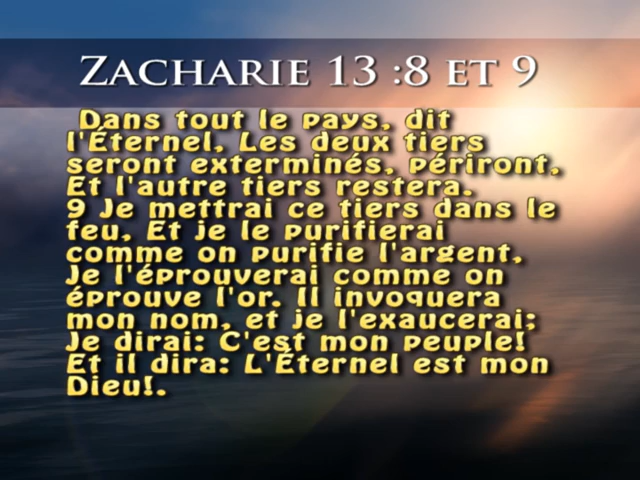 ZACHARIE 13 :8 ET 9
Dans tout le pays, dit
l'Éternel, Les deux tiers
seront exterminés, périront,
Et l'autre tiers restera.
9 Je mettrai ce tiers dans le
feu, Et je le purifierai
comme on purifie l'argent,
Je l'éprouverai comme on
éprouve l'or. Il invoquera
mon nom, et je l'exaucerai;
Je dirai: C'est mon peuple!
Et il dira: L'Éternel est mon
Dieu!.